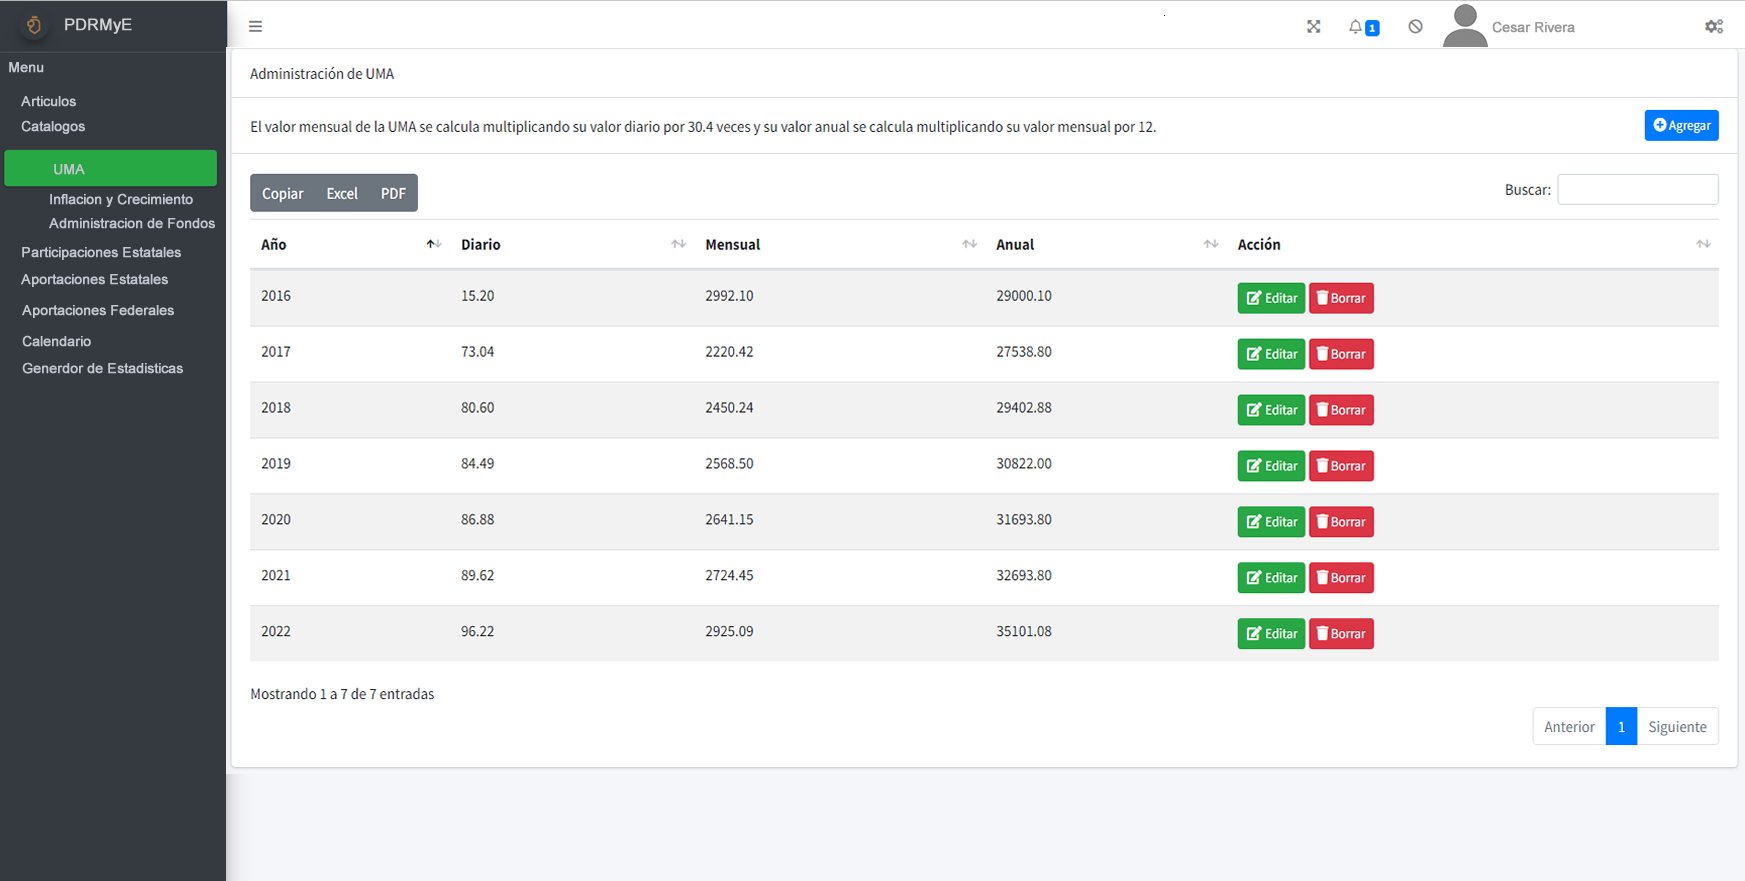 PDRMyE
1
Cesar Rivera
Menu
Articulos
Catalogos
UMA
Inflacion y Crecimiento
Administracion de Fondos
Participaciones Estatales
Aportaciones Estatales
Aportaciones Federales
Calendario
Generdor de Estadisticas
Administración de UMA
El valor mensual de la UMA se calcula multiplicando su valor diario por 30.4 veces y su valor anual se calcula multiplicando su valor mensual por 12.
Agregar
Copiar Excel PDF
Buscar:
Año Diario Mensual Anual Acción
2016 15.20 2992.10 29000.10 Editar Borrar
2017 73.04 2220.42 27538.80 Editar Borrar
2018 80.60 2450.24 29402.88 Editar Borrar
2019 84.49 2568.50 30822.00 Editar Borrar
2020 86.88 2641.15 31693.80 Editar Borrar
2021 89.62 2724.45 32693.80 Editar Borrar
2022 96.22 2925.09 35101.08 Editar Borrar
Mostrando 1 a 7 de 7 entradas
Anterior 1 Siguiente